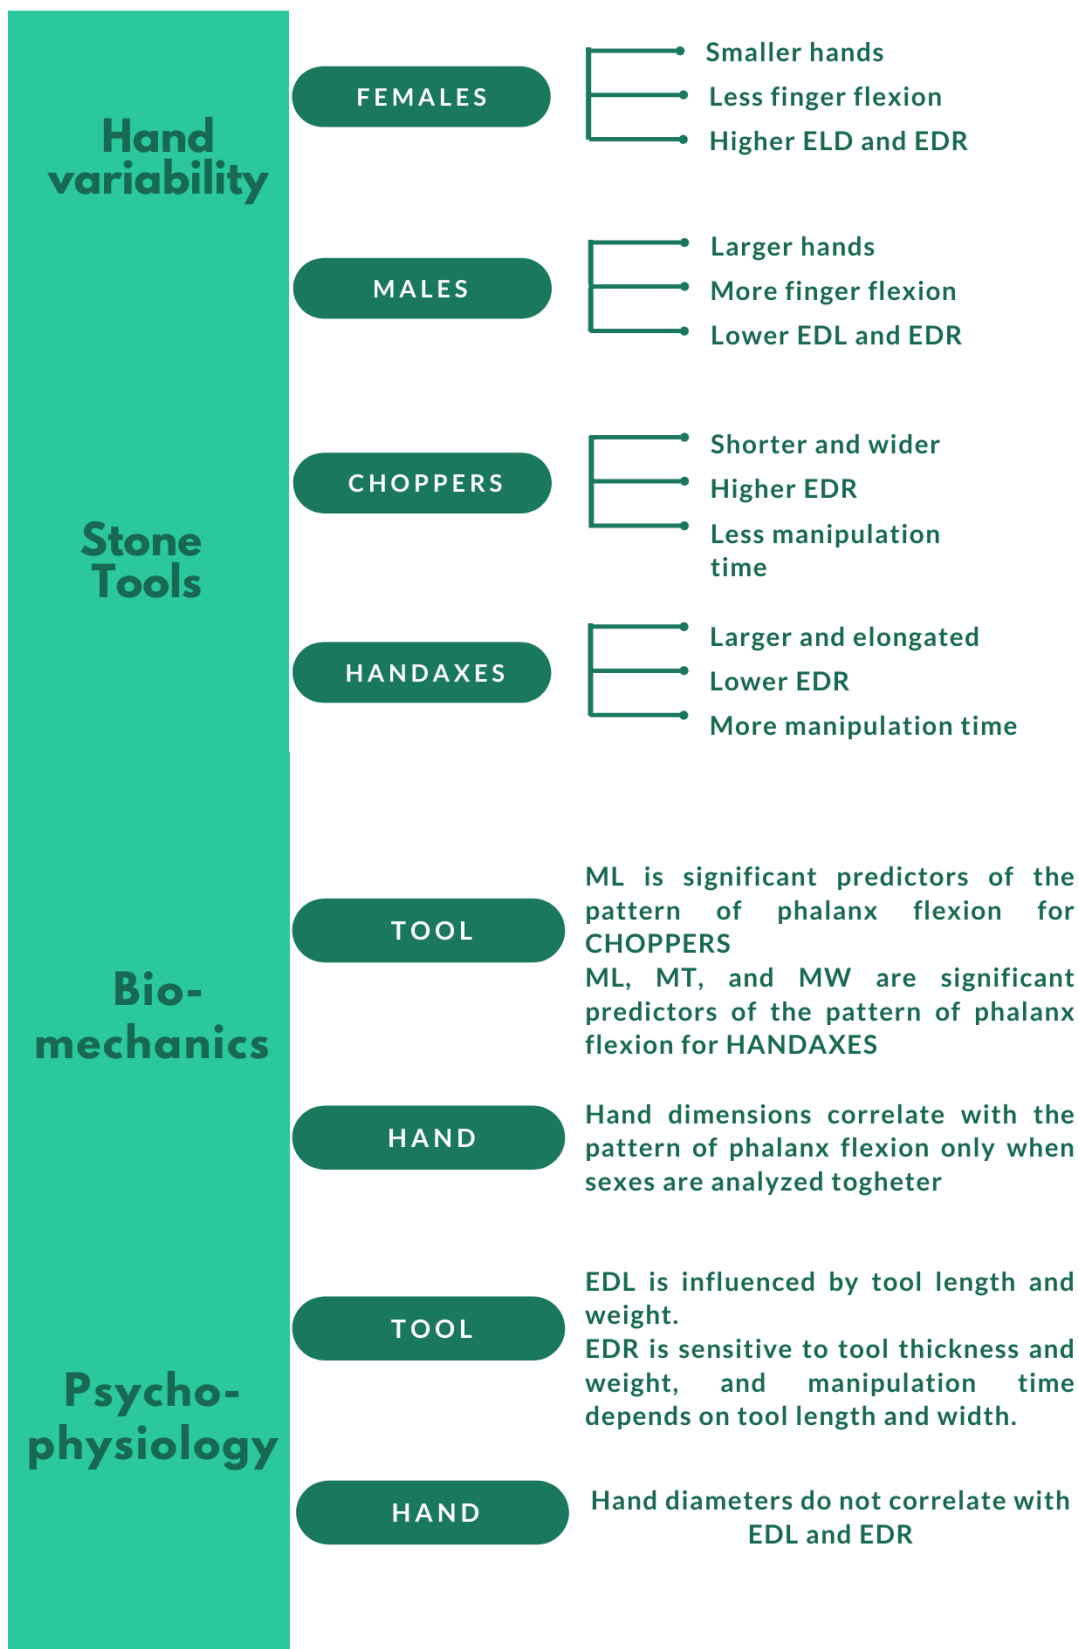 Hand
variability
FEMALES
Smaller hands
Less finger flexion
Higher ELD and EDR
MALES
Larger hands
More finger flexion
Lower EDL and EDR
Stone
Tools
CHOPPERS
Shorter and wider
Higher EDR
Less manipulation
time
HANDAXES
Larger and elongated
Lower EDR
More manipulation time
Bio-
mechanics
TOOL
ML is significant predictors of the
pattern of phalanx flexion for
CHOPPERS
ML, MT, and MW are significant
predictors of the pattern of phalanx
flexion for HANDAXES
HAND
Hand dimensions correlate with the
pattern of phalanx flexion only when
sexes are analyzed togheter
Psycho-
physiology
TOOL
EDL is influenced by tool length and
weight.
EDR is sensitive to tool thickness and
weight, and manipulation time
depends on tool length and width.
HAND
Hand diameters do not correlate with
EDL and EDR